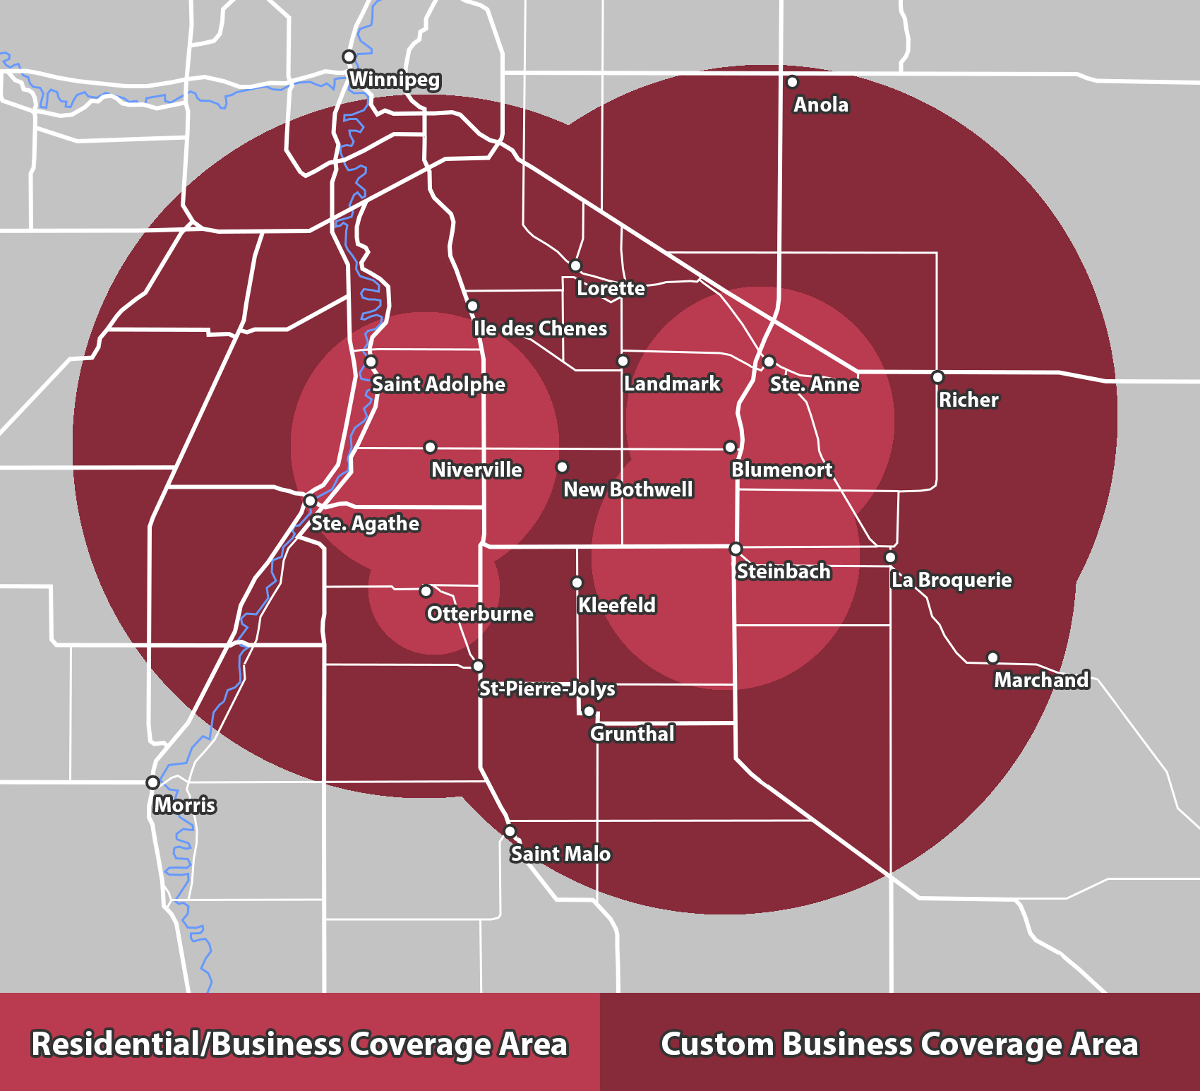 Winnipeg
Anola
Lorette
Ile des Chenes
Saint Adolphe
Landmark
Ste. Anne
Richer
Niverville
Blumenort
New Bothwell
Ste. Agathe
Steinbach
La Broquerie
Otterburne
Kleefeld
Marchand
St-Pierre-Jolys
Grunthal
Morris
Saint Malo
Residential/Business Coverage Area
Custom Business Coverage Area